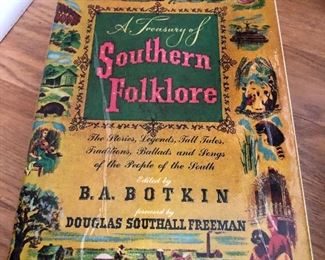 A Treasury of
Southern
Folklore
The Stories, Legends, Tall Tales,
Traditions, Ballads and Songs
of the People of the South
Edited by
B.A. BOTKIN
foreword by
DOUGLAS SOUTHALL FREEMAN